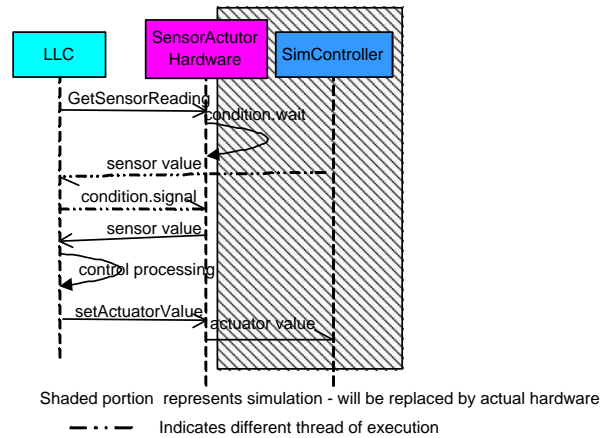 LLC
SensorActutor
Hardware
SimController
GetSensorReading
condition.wait
sensor value
condition.signal
sensor value
control processing
setActuatorValue
actuator value
Shaded portion represents simulation - will be replaced by actual hardware
Indicates different thread of execution